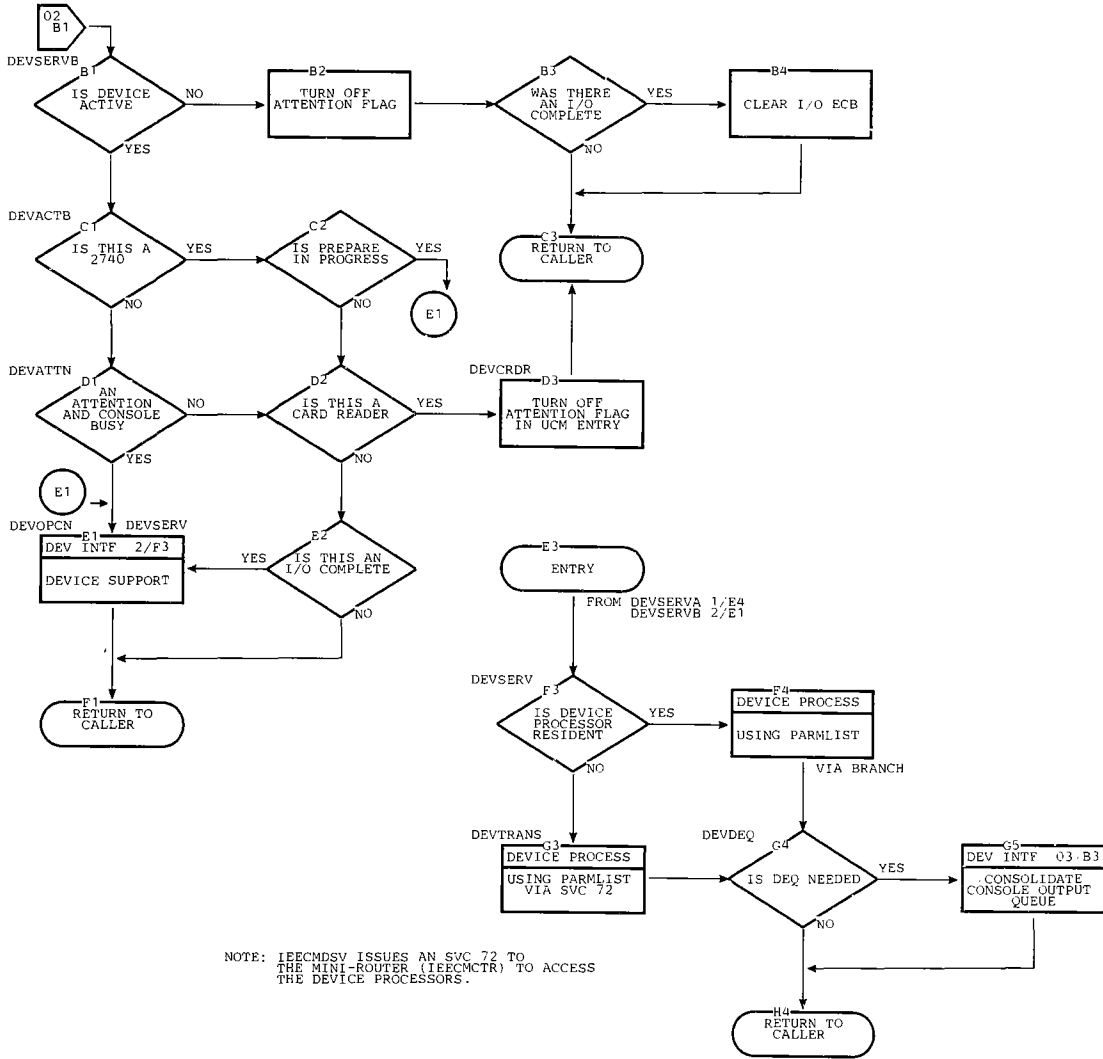 02
B1
DEVSERVB
B1
IS DEVICE
ACTIVE
NO
YES
B2
TURN OFF
ATTENTION FLAG
B3
WAS THERE
AN I/O
COMPLETE
YES
NO
B4
CLEAR I/O ECB
DEVACTB
C1
IS THIS A
2740
YES
NO
C2
IS PREPARE
IN PROGRESS
YES
NO
E1
C3
RETURN TO
CALLER
DEVATTN
D1
AN
ATTENTION
AND CONSOLE
BUSY
NO
YES
D2
IS THIS A
CARD READER
YES
NO
DEVCRDR
D3
TURN OFF
ATTENTION FLAG
IN UCM ENTRY
E1
DEVOPCN
DEVSERV
E1
DEV INTF 2/F3
DEVICE SUPPORT
E2
IS THIS AN
I/O COMPLETE
YES
NO
E3
ENTRY
FROM DEVSERVA 1/E4
DEVSERVB 2/E1
F1
RETURN TO
CALLER
DEVSERV
F3
IS DEVICE
PROCESSOR
RESIDENT
YES
NO
F4
DEVICE PROCESS
USING PARMLIST
VIA BRANCH
DEVTRANS
G3
DEVICE PROCESS
USING PARMLIST
VIA SVC 72
DEVDEQ
G4
IS DEQ NEEDED
YES
NO
G5
DEV INTF 03.B3
CONSOLIDATE
CONSOLE OUTPUT
QUEUE
NOTE: IEECMDSV ISSUES AN SVC 72 TO
THE MINI-ROUTER (IEECMCTR) TO ACCESS
THE DEVICE PROCESSORS.
H4
RETURN TO
CALLER